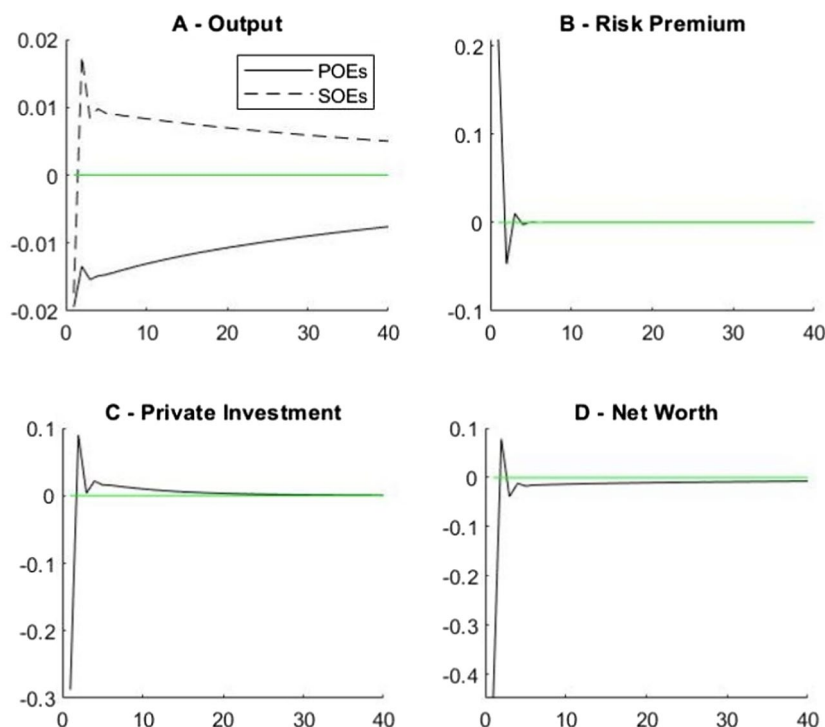 A - Output
0.02
0.01
0
-0.01
-0.02
0 10 20 30 40
POEs
SOEs
B - Risk Premium
0.2
0.1
0
-0.1
0 10 20 30 40
C - Private Investment
0.1
0
-0.1
-0.2
-0.3
0 10 20 30 40
D - Net Worth
0.1
0
-0.1
-0.2
-0.3
-0.4
0 10 20 30 40